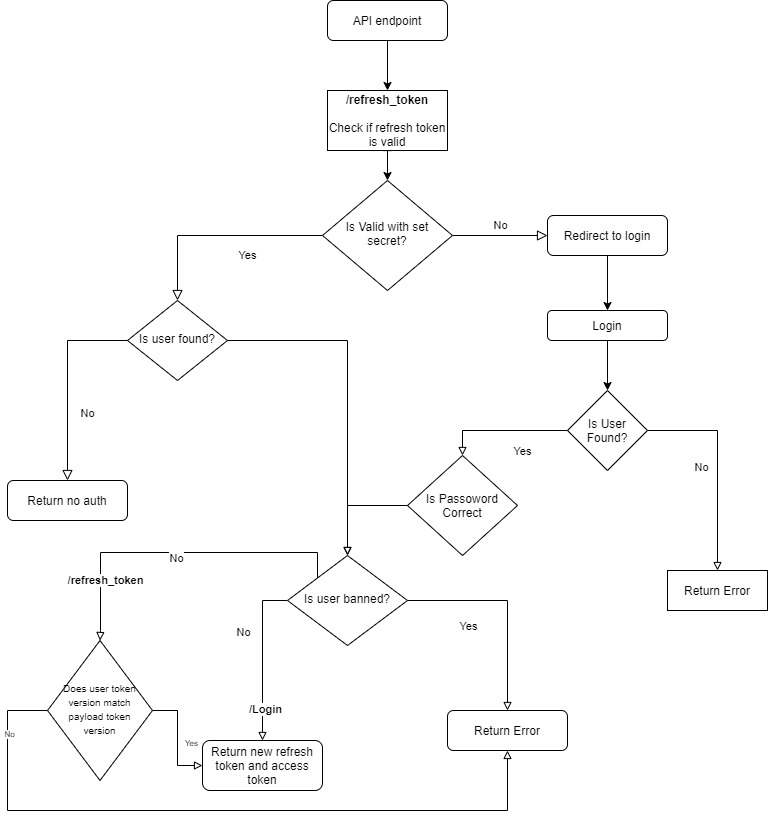 API endpoint
/refresh_token
Check if refresh token
is valid
Is Valid with set
secret?
No
Redirect to login
Yes
Login
Is user found?
No
Is User
Found?
Yes
No
Return no auth
Is Passoword
Correct
No
/refresh_token
Is user banned?
Return Error
No
Yes
Does user token
version match
payload token
version
/Login
No
Yes
Return new refresh
token and access
token
Return Error